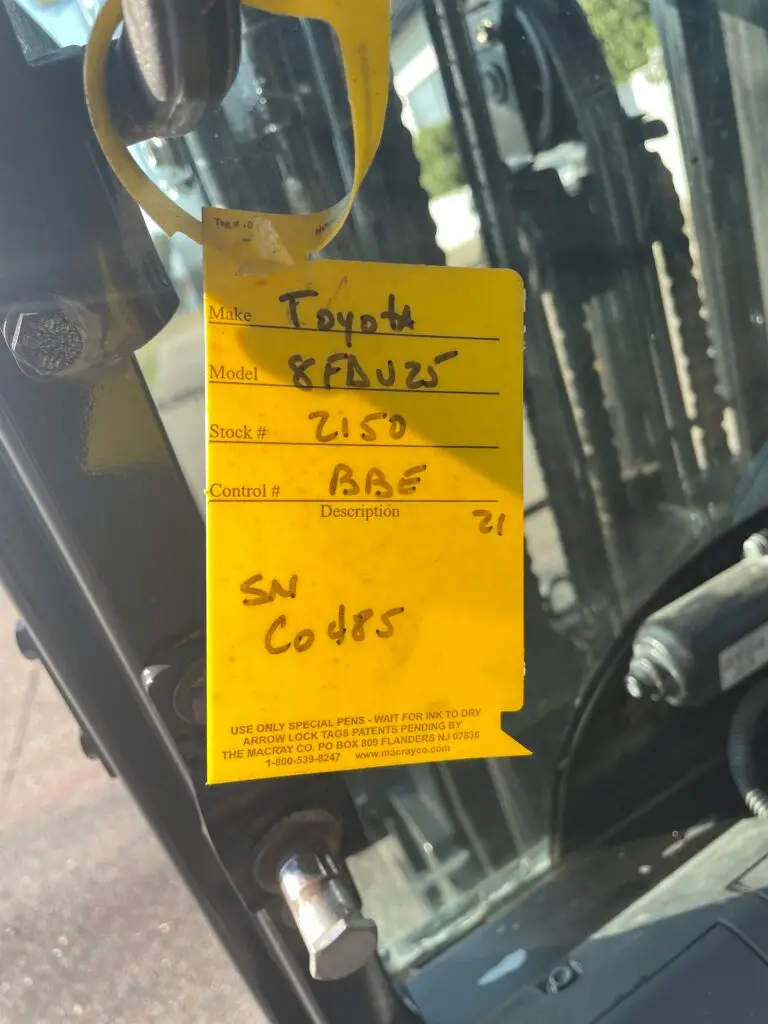 Make Toyota
Model 8FDU25
Stock # 2150
Control # BBE
Description 21
SN
Co485
USE ONLY SPECIAL PENS - WAIT FOR INK TO DRY
ARROW LOCK TAGS PATENTS PENDING BY
THE MACRAY CO. PO BOX 809 FLANDERS NJ 07836
1-800-539-8247 www.macrayco.com